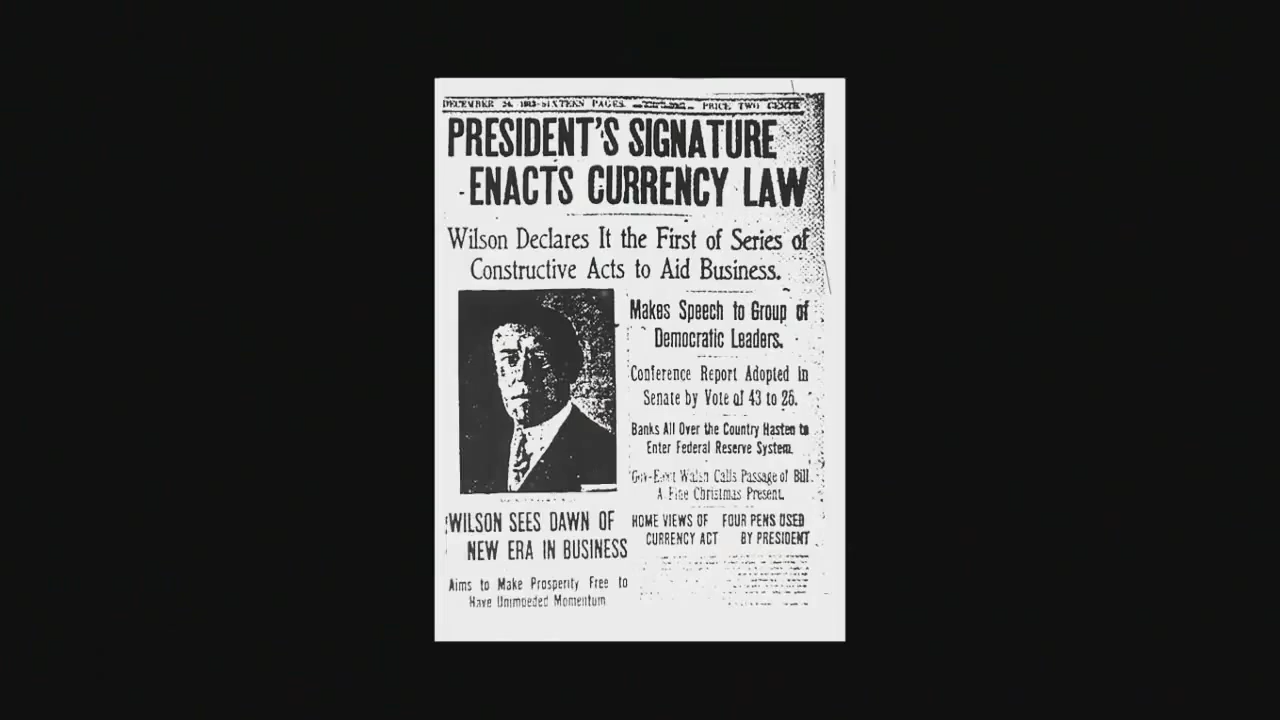 DECEMBER 24, 1913-SIXTEEN PAGES. PRICE TWO CENTS
PRESIDENT'S SIGNATURE
ENACTS CURRENCY LAW
Wilson Declares It the First of Series of
Constructive Acts to Aid Business.
Makes Speech to Group of
Democratic Leaders.
Conference Report Adopted in
Senate by Vote of 43 to 25.
Banks All Over the Country Hasten to
Enter Federal Reserve System.
Gov-Elect Walsh Calls Passage of Bill
A Fine Christmas Present.
WILSON SEES DAWN OF
NEW ERA IN BUSINESS
Aims to Make Prosperity Free to
Have Unimpeded Momentum
HOME VIEWS OF
CURRENCY ACT
FOUR PENS USED
BY PRESIDENT